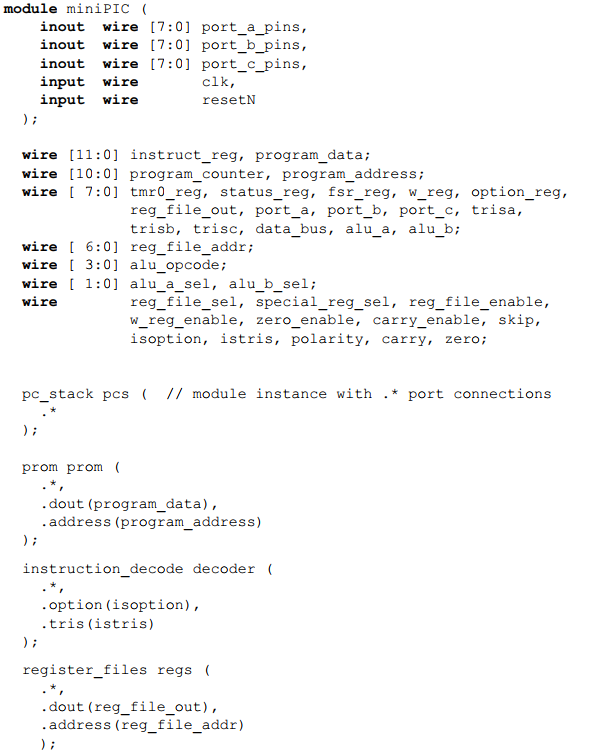 module miniPIC (
inout wire [7:0] port_a_pins,
inout wire [7:0] port_b_pins,
inout wire [7:0] port_c_pins,
input wire clk,
input wire resetN
);
wire [11:0] instruct_reg, program_data;
wire [10:0] program_counter, program_address;
wire [ 7:0] tmr0_reg, status_reg, fsr_reg, w_reg, option_reg,
reg_file_out, port_a, port_b, port_c, trisa,
trisb, trisc, data_bus, alu_a, alu_b;
wire [ 6:0] reg_file_addr;
wire [ 3:0] alu_opcode;
wire [ 1:0] alu_a_sel, alu_b_sel;
wire reg_file_sel, special_reg_sel, reg_file_enable,
w_reg_enable, zero_enable, carry_enable, skip,
isoption, istris, polarity, carry, zero;
pc_stack pcs ( // module instance with .* port connections
.*
);
prom prom (
.*,
.dout(program_data),
.address(program_address)
);
instruction_decode decoder (
.*,
.option(isoption),
.tris(istris)
);
register_files regs (
.*,
.dout(reg_file_out),
.address(reg_file_addr)
);